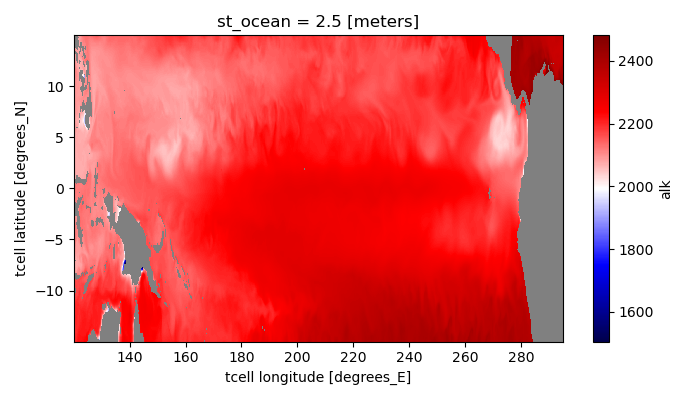 st_ocean = 2.5 [meters]
10
5
0
−5
−10
tcell latitude [degrees_N]
140 160 180 200 220 240 260 280
tcell longitude [degrees_E]
2400
2200
2000
1800
1600
alk